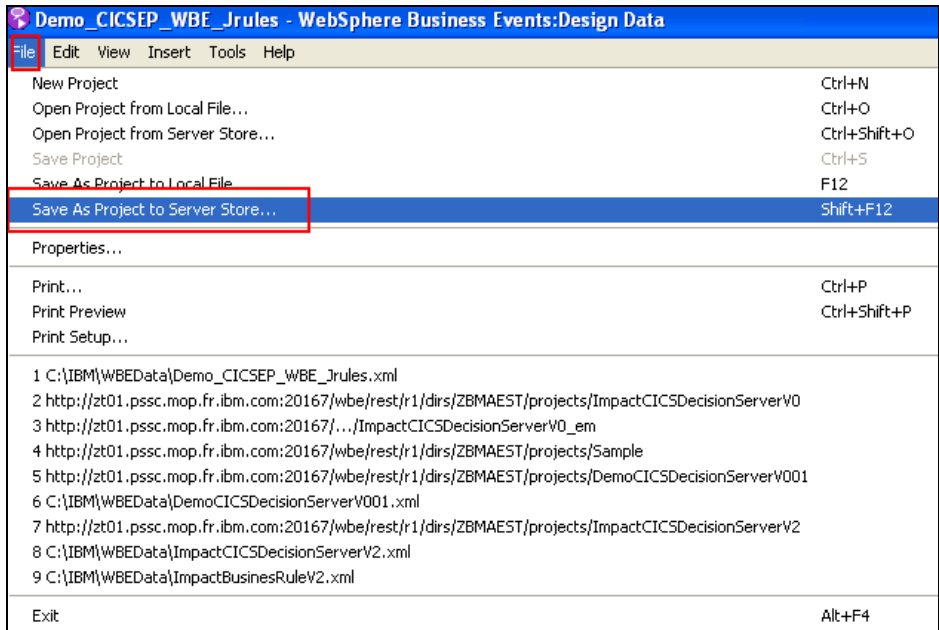 Demo_CICSEP_WBE_Jrules - WebSphere Business Events:Design Data
File Edit View Insert Tools Help
New Project Ctrl+N
Open Project from Local File... Ctrl+O
Open Project from Server Store... Ctrl+Shift+O
Save Project Ctrl+S
Save As Project to Local File... F12
Save As Project to Server Store... Shift+F12
Properties...
Print... Ctrl+P
Print Preview Ctrl+Shift+P
Print Setup...
1 C:\IBM\WBEData\Demo_CICSEP_WBE_Jrules.xml
2 http://zt01.pssc.mop.fr.ibm.com:20167/wbe/rest/r1/dirs/ZBMAEST/projects/ImpactCICSDecisionServerV0
3 http://zt01.pssc.mop.fr.ibm.com:20167/.../ImpactCICSDecisionServerV0_em
4 http://zt01.pssc.mop.fr.ibm.com:20167/wbe/rest/r1/dirs/ZBMAEST/projects/Sample
5 http://zt01.pssc.mop.fr.ibm.com:20167/wbe/rest/r1/dirs/ZBMAEST/projects/DemoCICSDecisionServerV001
6 C:\IBM\WBEData\DemoCICSDecisionServerV001.xml
7 http://zt01.pssc.mop.fr.ibm.com:20167/wbe/rest/r1/dirs/ZBMAEST/projects/ImpactCICSDecisionServerV2
8 C:\IBM\WBEData\ImpactCICSDecisionServerV2.xml
9 C:\IBM\WBEData\ImpactBusinesRuleV2.xml
Exit Alt+F4